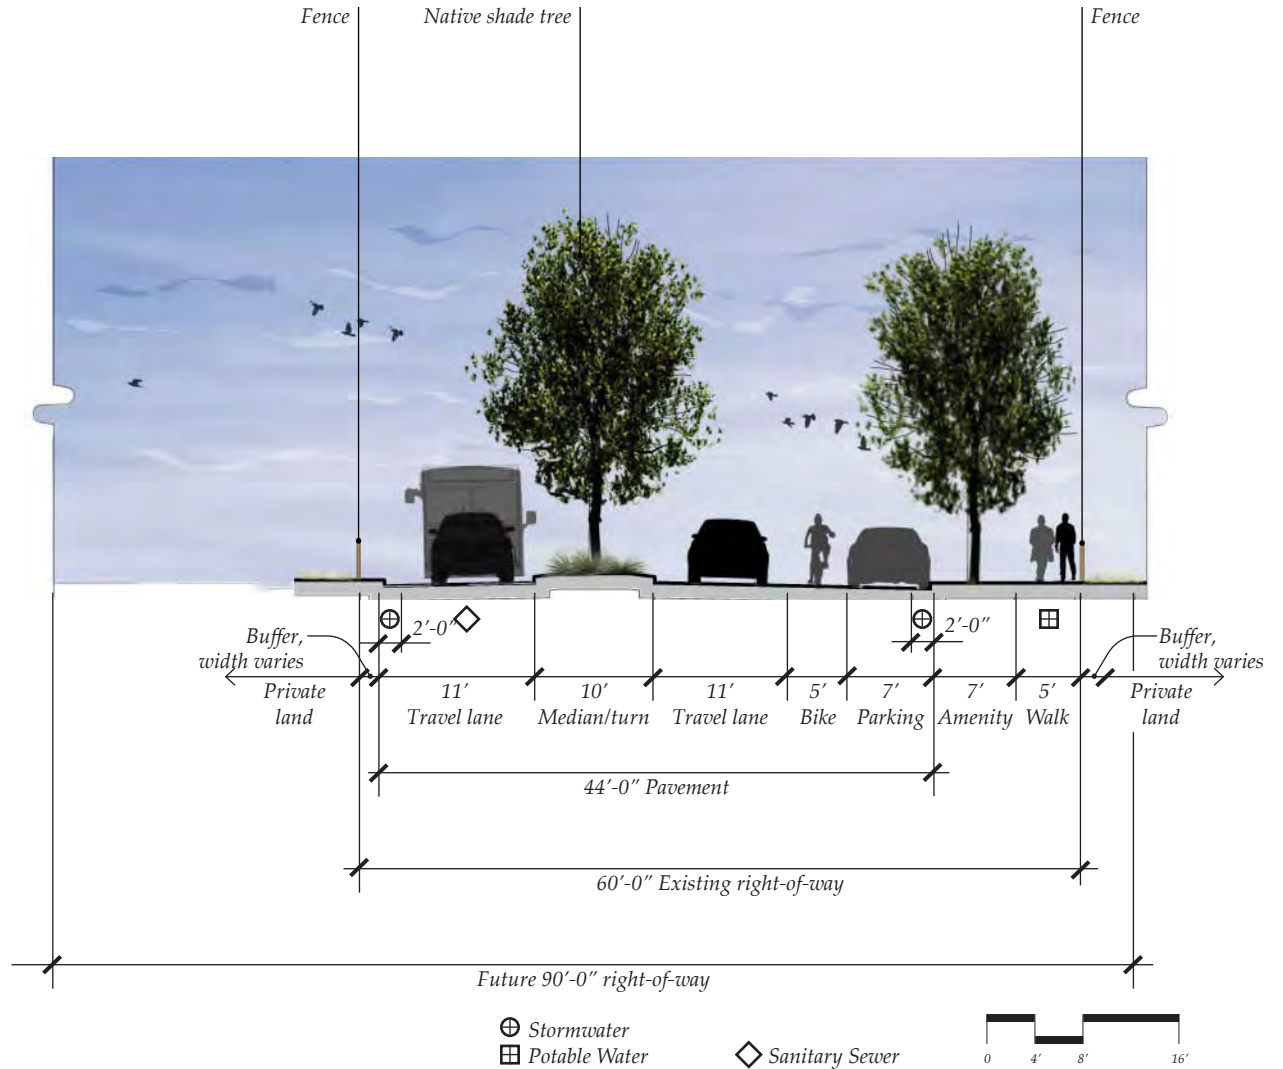 Fence
Native shade tree
Fence
2'-0"
2'-0"
Buffer,
width varies
Buffer,
width varies
Private
land
11'
Travel lane
10'
Median/turn
11'
Travel lane
5'
Bike
7'
Parking
7'
Amenity
5'
Walk
Private
land
44'-0" Pavement
60'-0" Existing right-of-way
Future 90'-0" right-of-way
Stormwater
Potable Water
Sanitary Sewer
0 4' 8' 16'